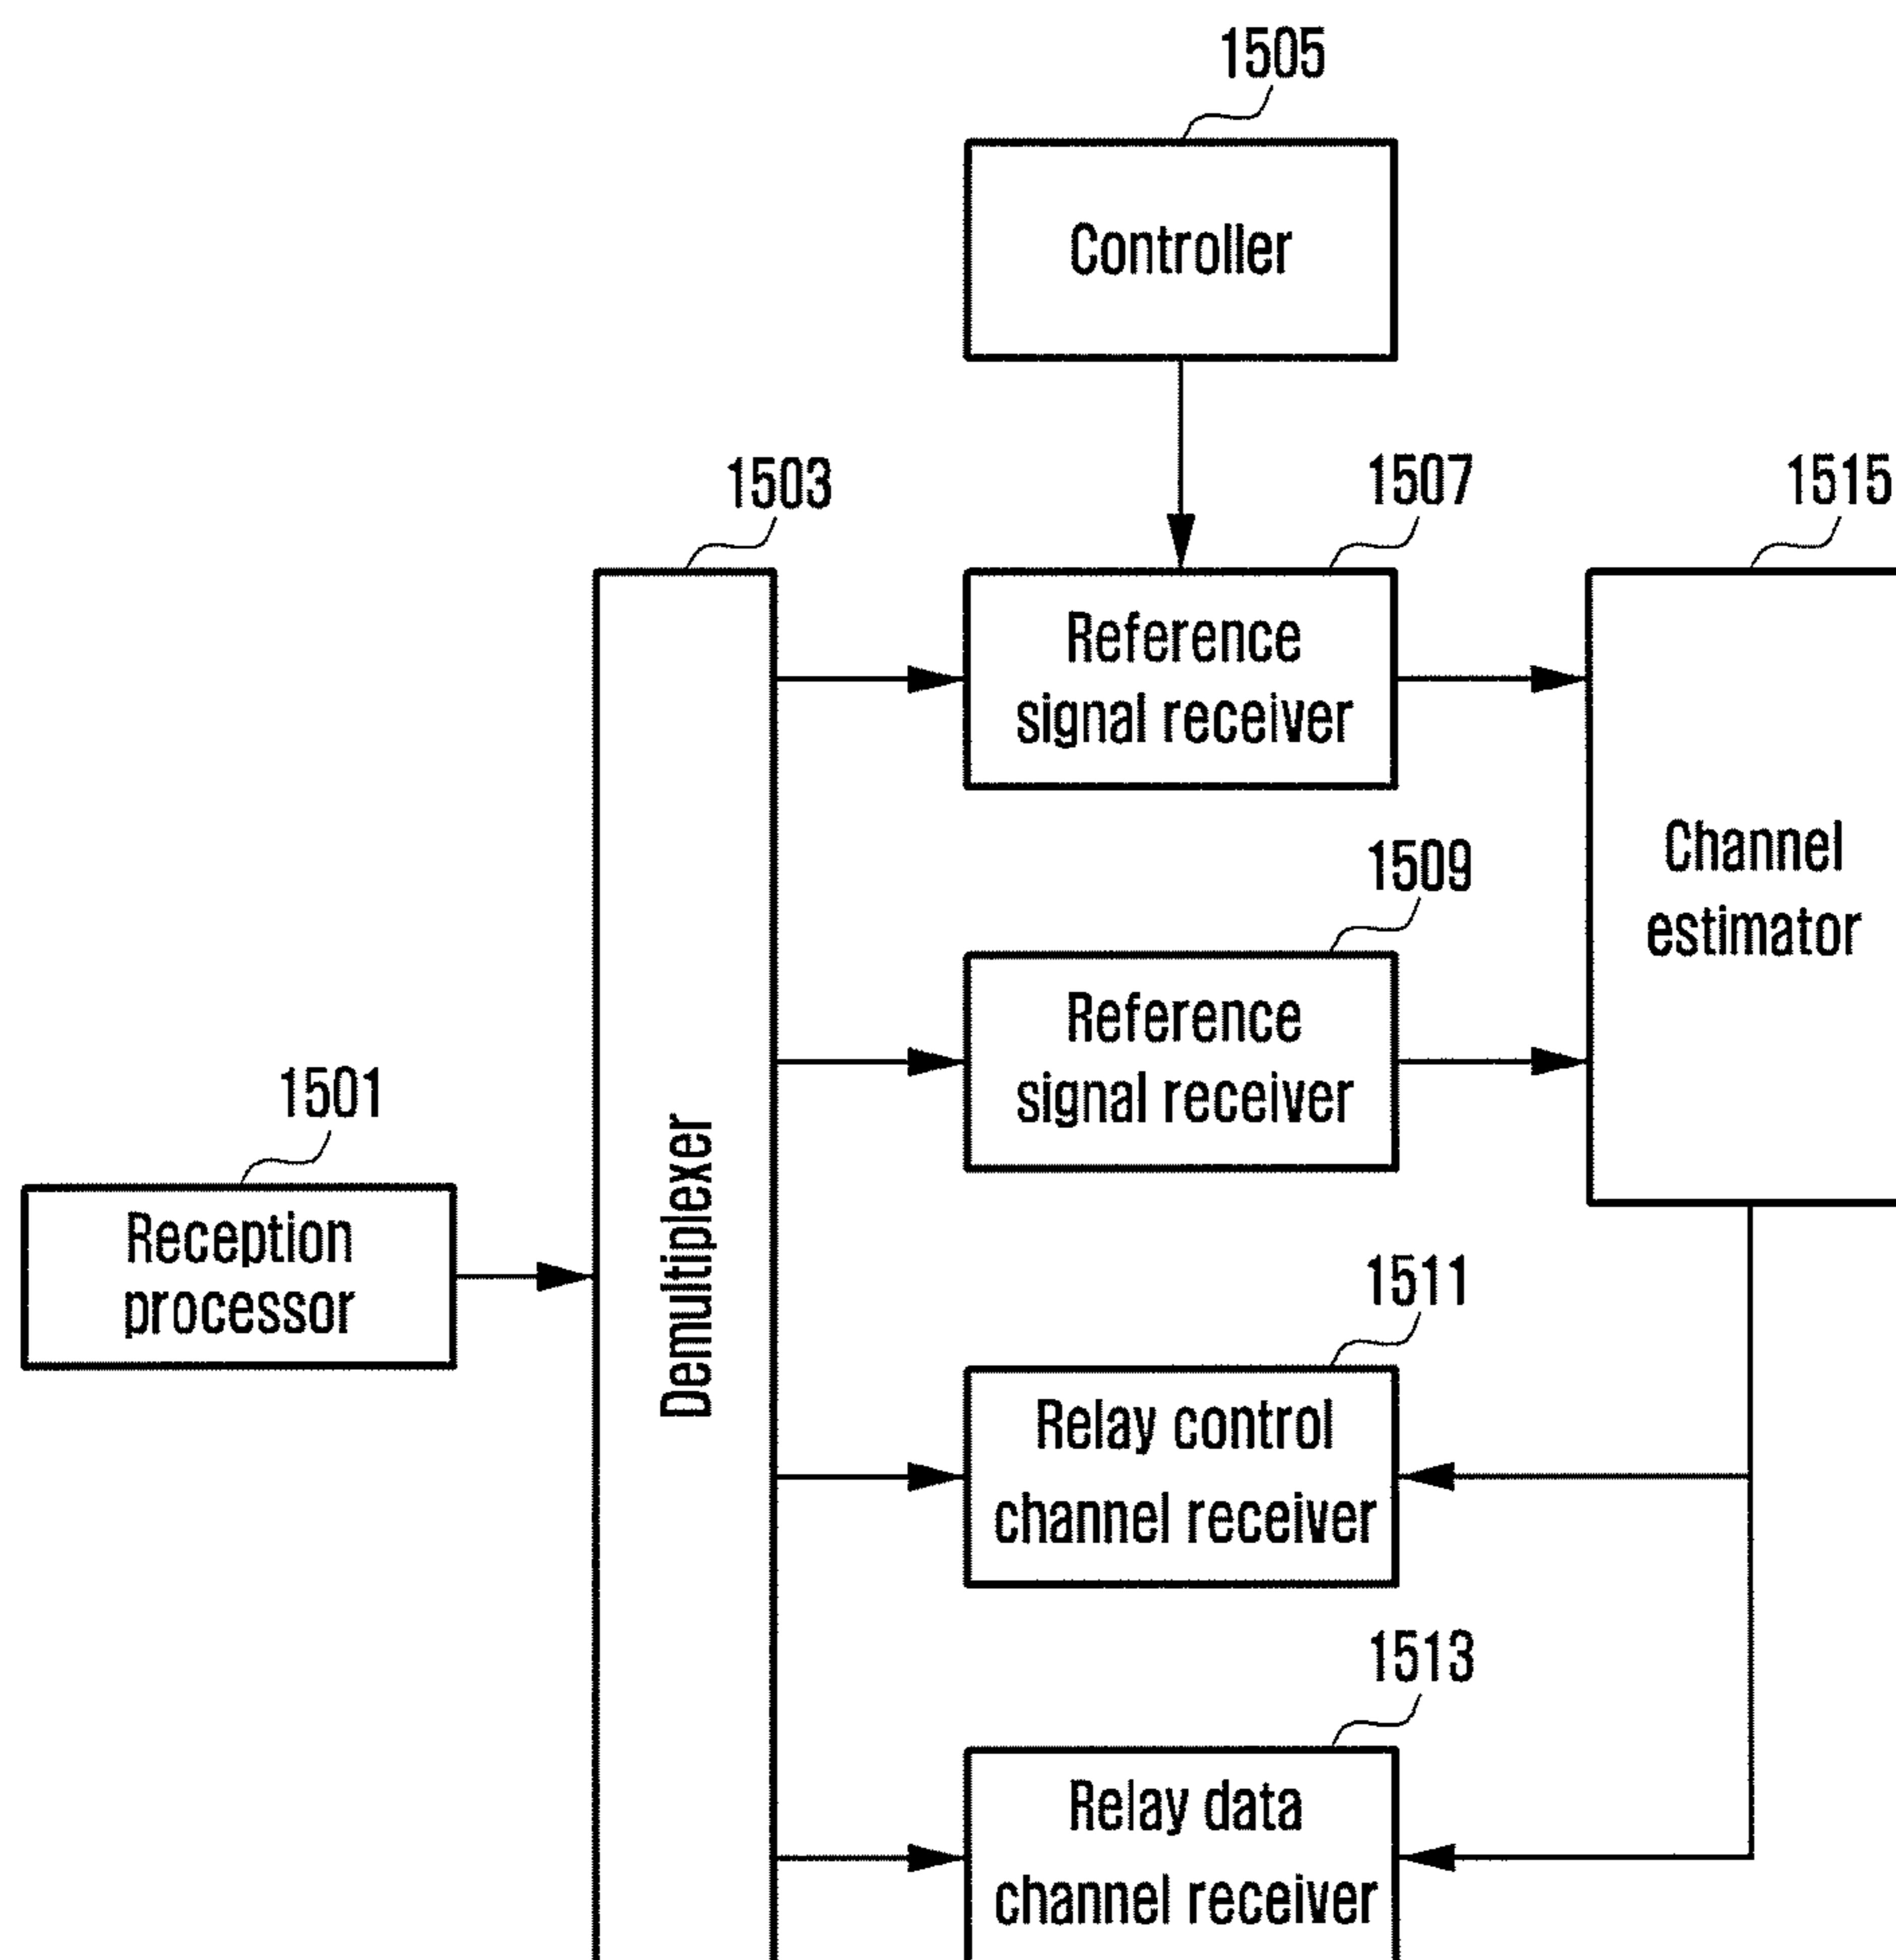 1505
Controller
1503
1507
1515
Reference
signal receiver
Channel
estimator
1509
Reference
signal receiver
1501
Reception
processor
Demultiplexer
1511
Relay control
channel receiver
1513
Relay data
channel receiver